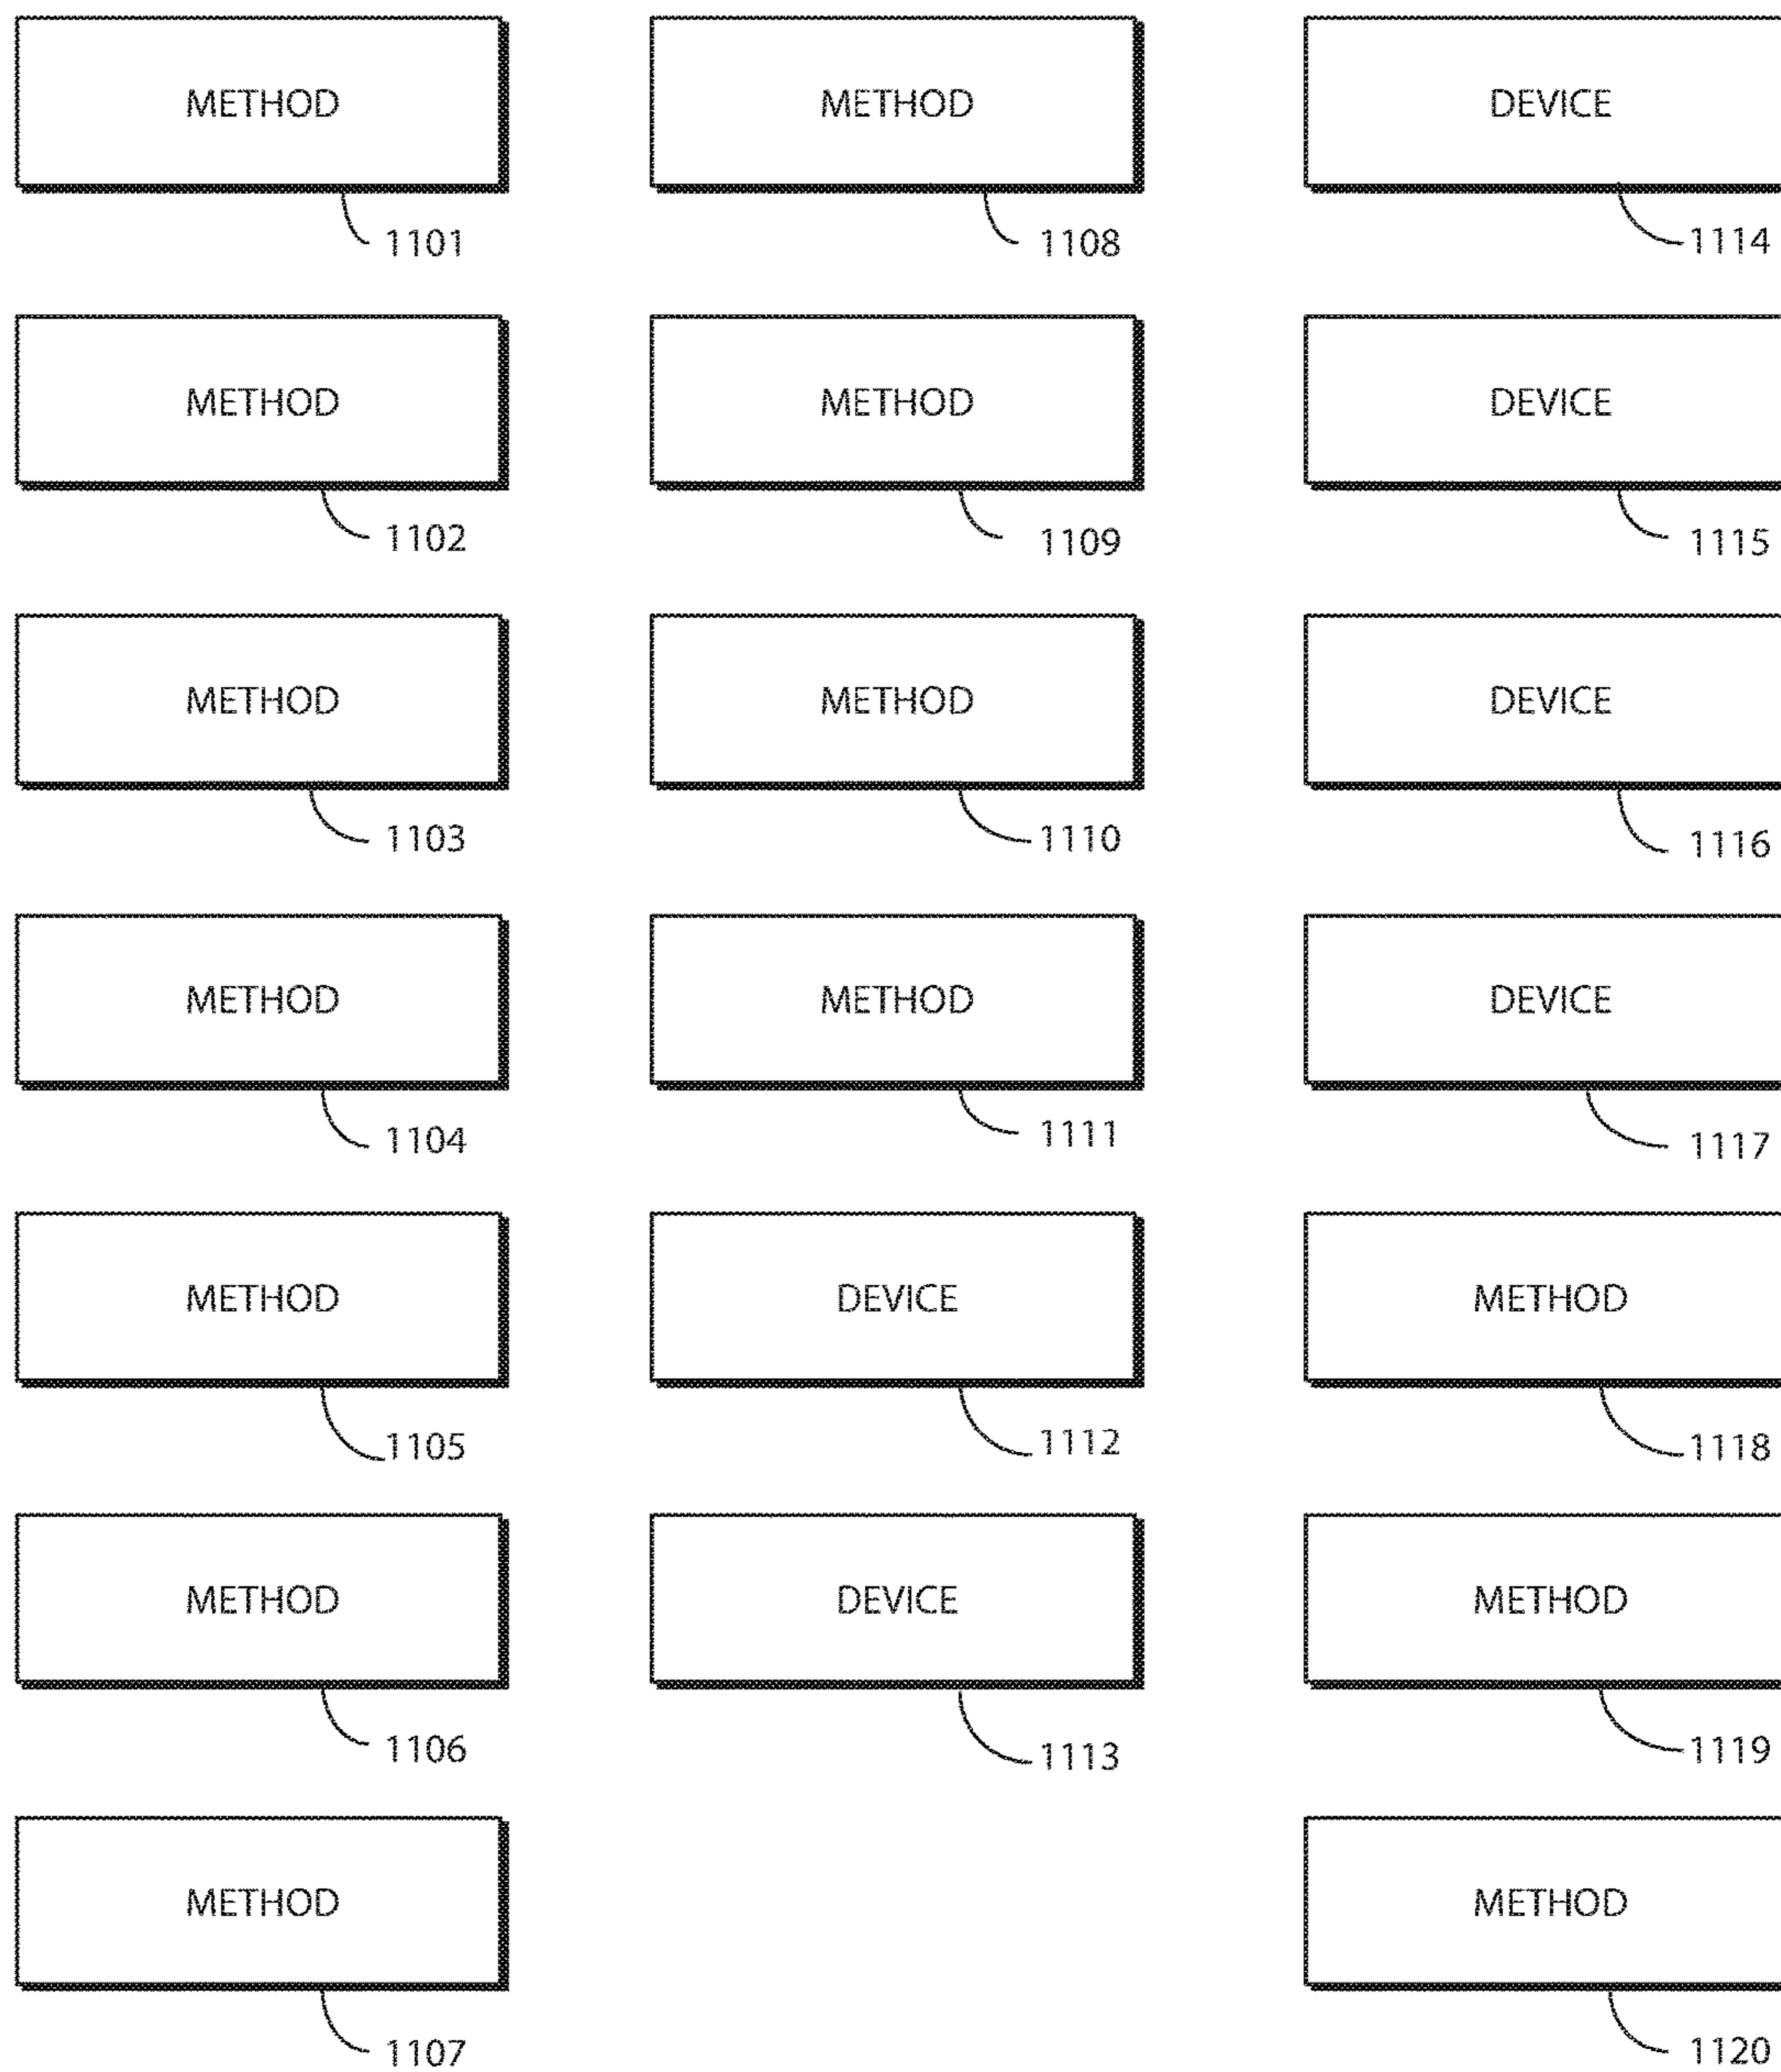 METHOD
1101
METHOD
1102
METHOD
1103
METHOD
1104
METHOD
1105
METHOD
1106
METHOD
1107
METHOD
1108
METHOD
1109
METHOD
1110
METHOD
1111
DEVICE
1112
DEVICE
1113
DEVICE
1114
DEVICE
1115
DEVICE
1116
DEVICE
1117
METHOD
1118
METHOD
1119
METHOD
1120